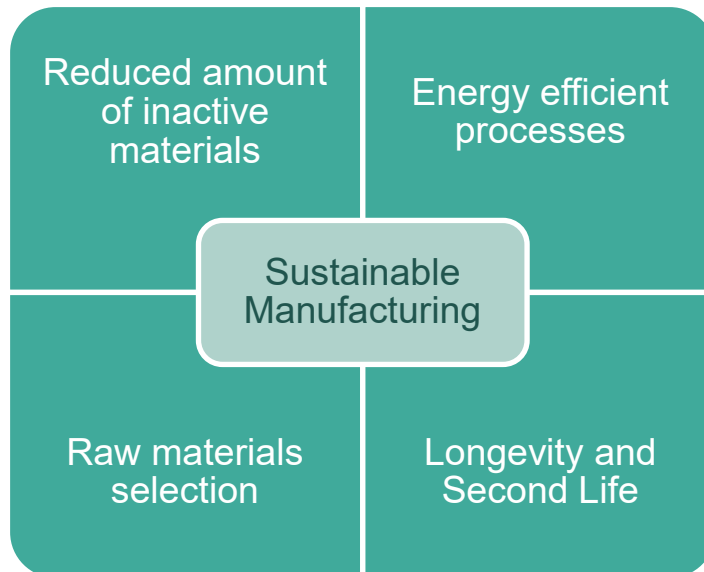 Reduced amount
of inactive
materials
Energy efficient
processes
Sustainable
Manufacturing
Raw materials
selection
Longevity and
Second Life